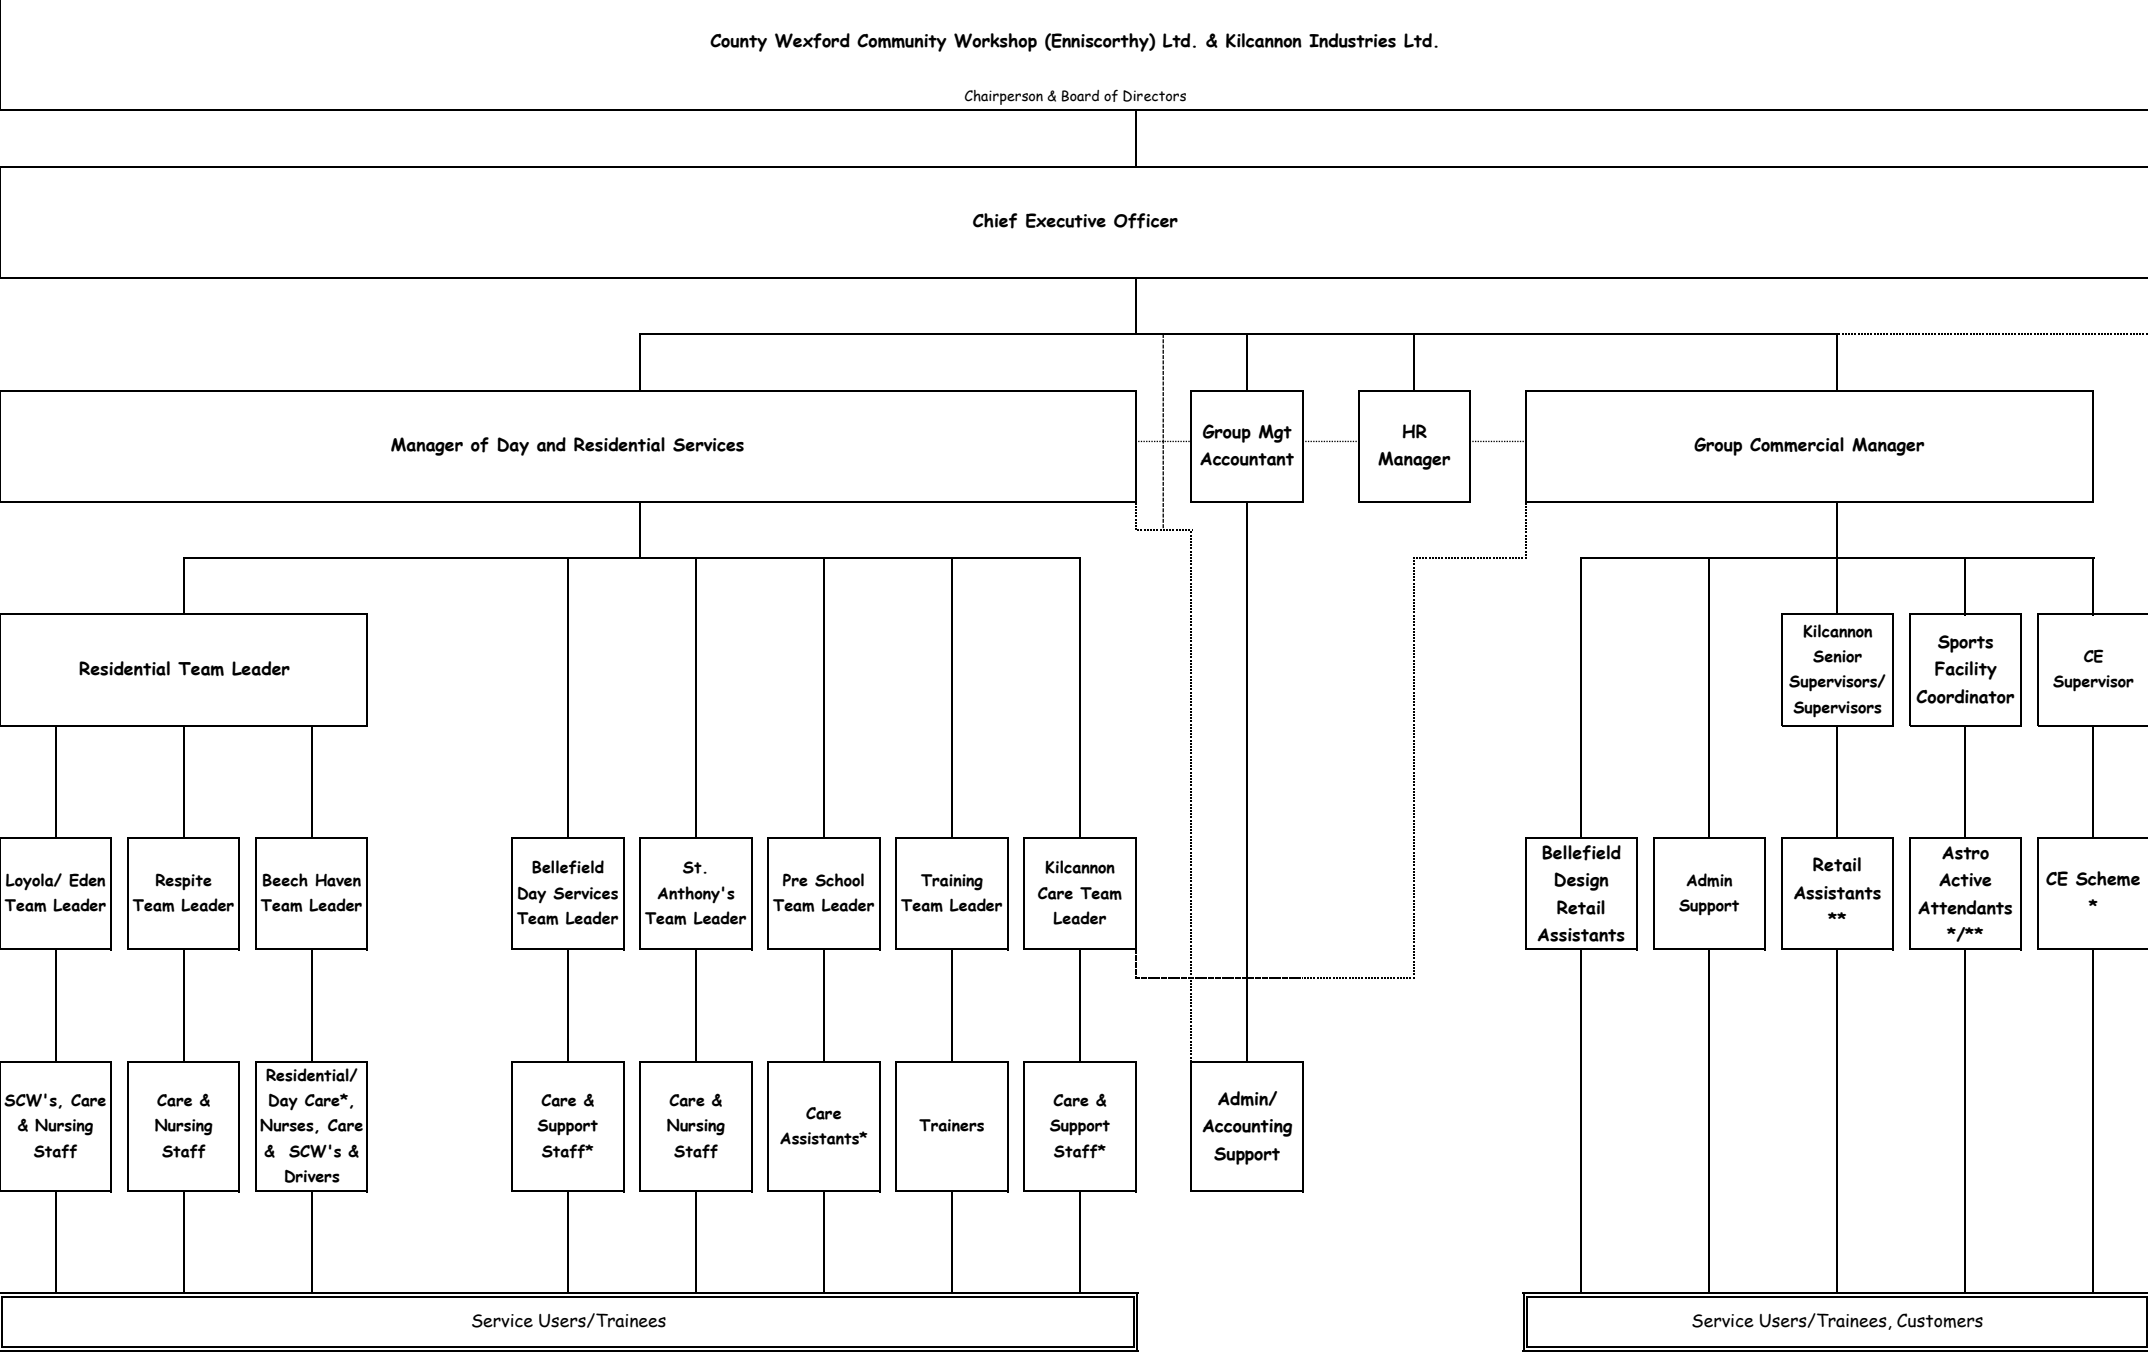 County Wexford Community Workshop (Enniscorthy) Ltd. & Kilcannon Industries Ltd.
Chairperson & Board of Directors
Chief Executive Officer
Manager of Day and Residential Services
Group Mgt
Accountant
HR
Manager
Group Commercial Manager
Residential Team Leader
Kilcannon
Senior
Supervisors/
Supervisors
Sports
Facility
Coordinator
CE
Supervisor
Loyola/ Eden
Team Leader
Respite
Team Leader
Beech Haven
Team Leader
Bellefield
Day Services
Team Leader
St.
Anthony's
Team Leader
Pre School
Team Leader
Training
Team Leader
Kilcannon
Care Team
Leader
Bellefield
Design
Retail
Assistants
Admin
Support
Retail
Assistants
**
Astro
Active
Attendants
*/**
CE Scheme
*
SCW's, Care
& Nursing
Staff
Care &
Nursing
Staff
Residential/
Day Care*,
Nurses, Care
&  SCW's &
Drivers
Care &
Support
Staff*
Care &
Nursing
Staff
Care
Assistants*
Trainers
Care &
Support
Staff*
Admin/
Accounting
Support
Service Users/Trainees
Service Users/Trainees, Customers